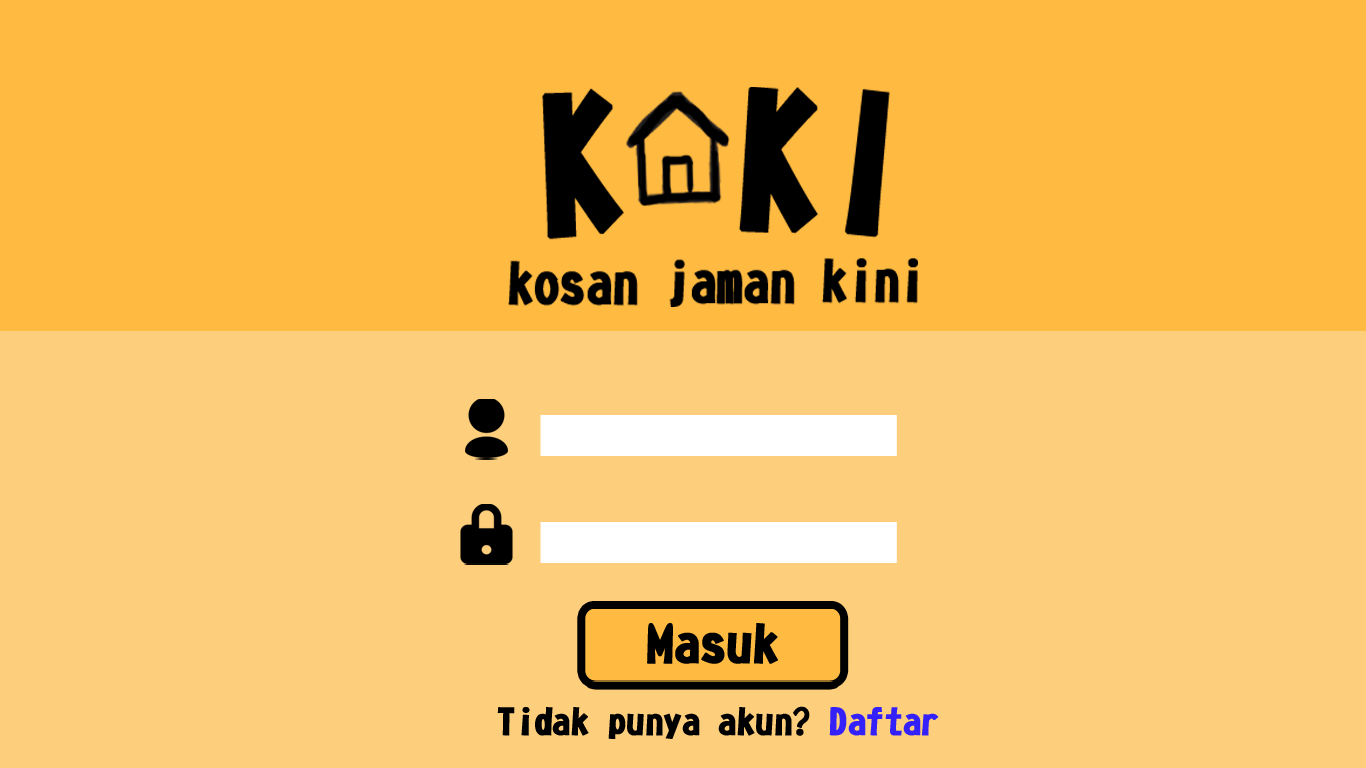 KOKI
kosan jaman kini
Masuk
Tidak punya akun? Daftar